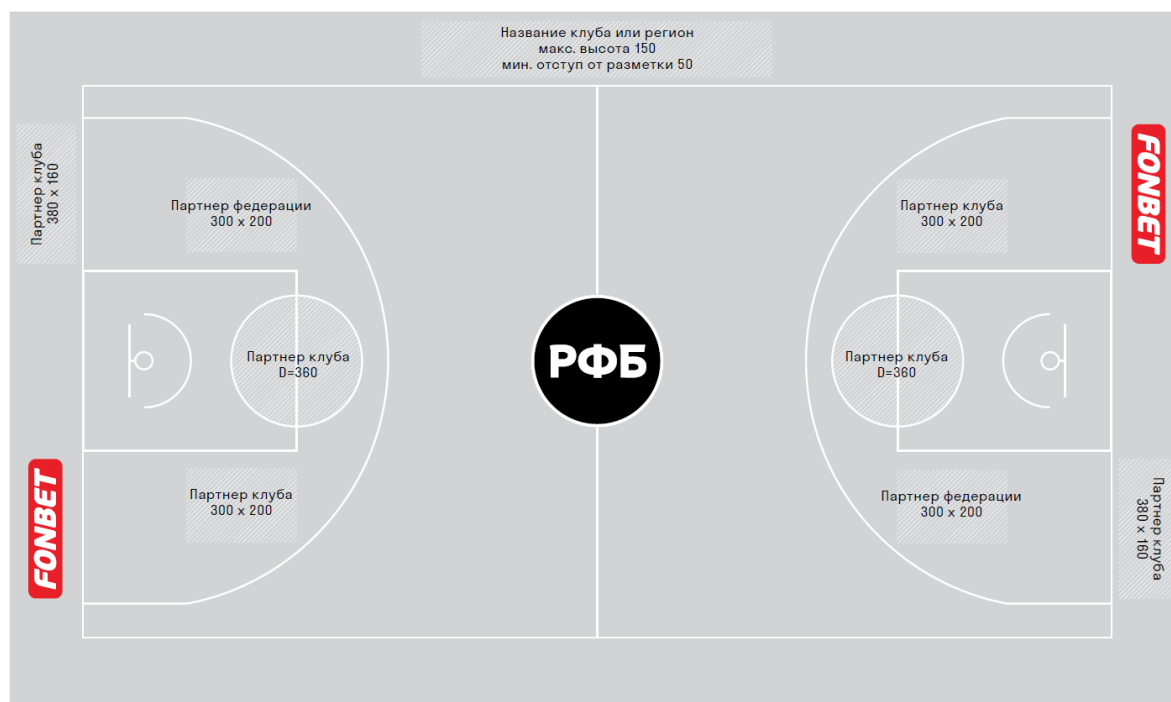 Название клуба или регион
макс. высота 150
мин. отступ от разметки 50
Партнер клуба
380 x 160
Партнер федерации
300 x 200
Партнер клуба
300 x 200
FONBET
Партнер клуба
D=360
РФБ
Партнер клуба
D=360
FONBET
Партнер клуба
300 x 200
Партнер федерации
300 x 200
Партнер клуба
380 x 160